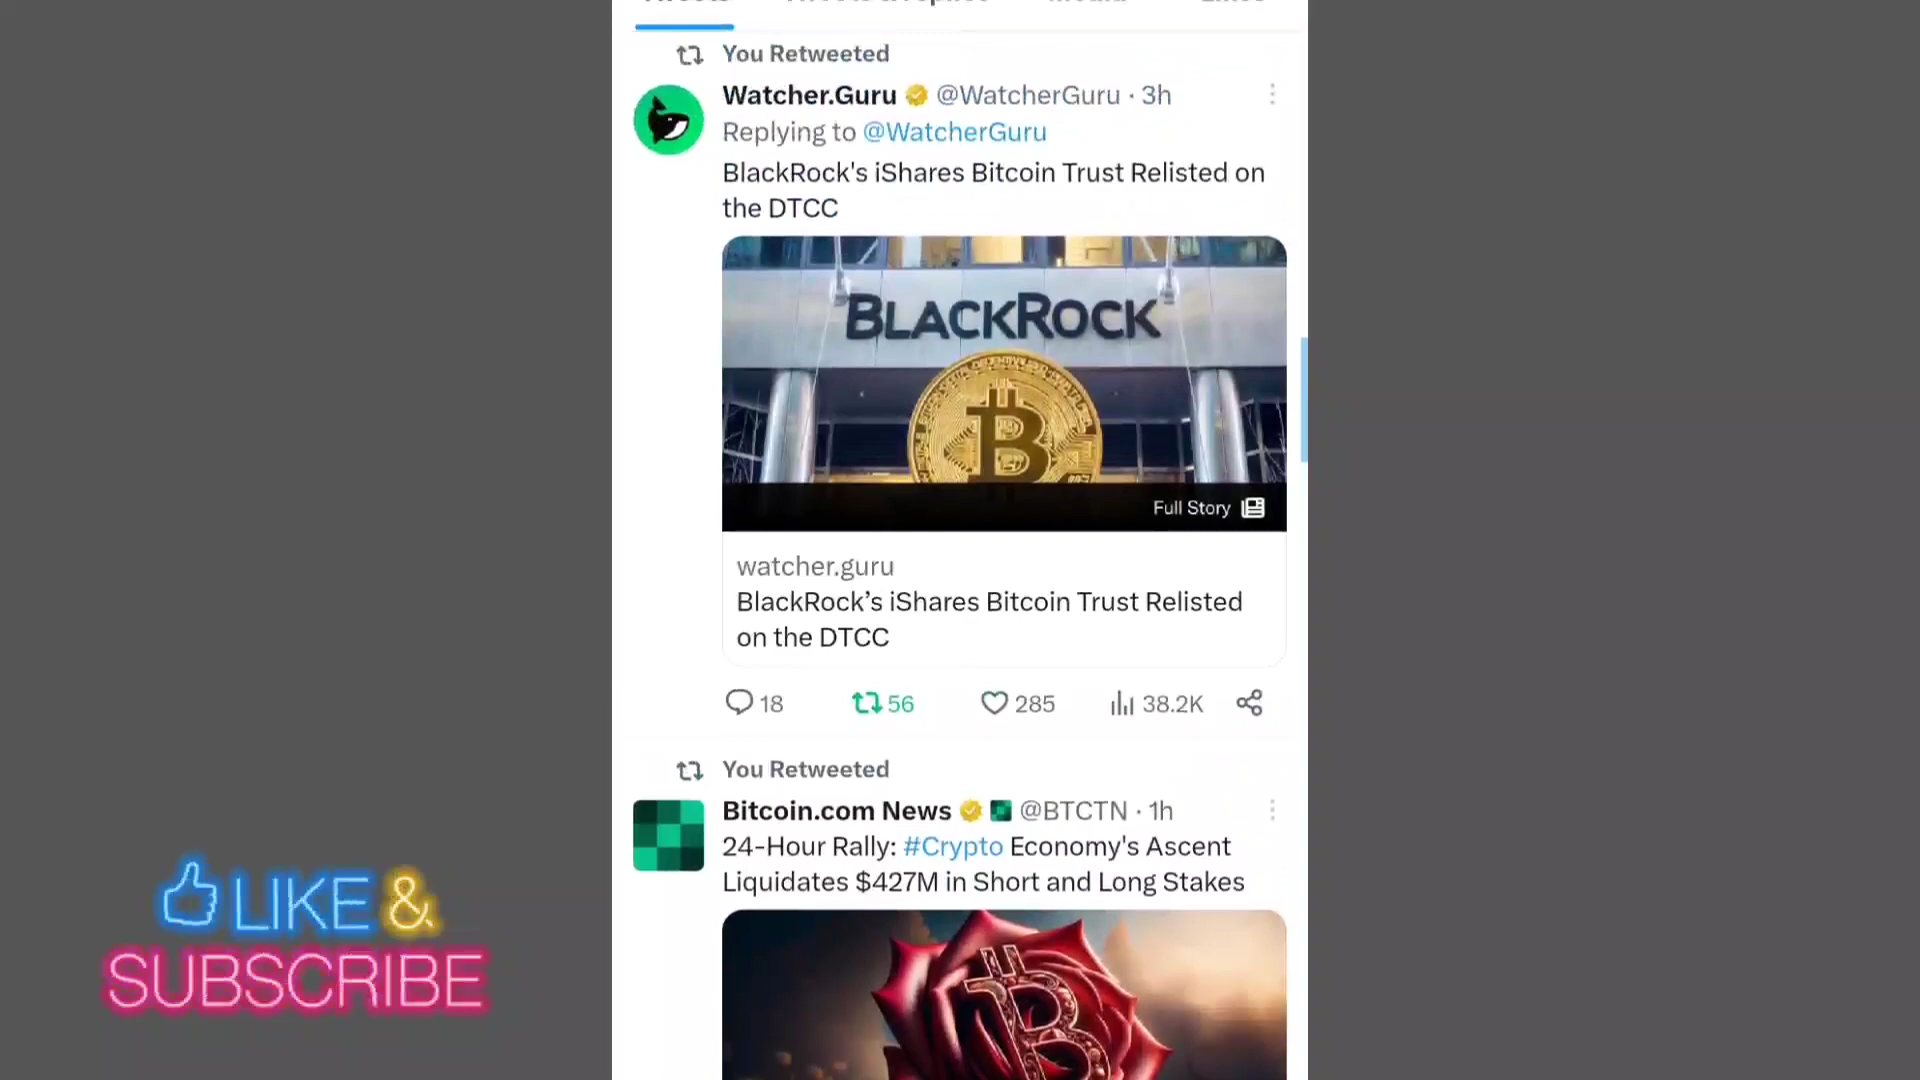 You Retweeted
Watcher.Guru @WatcherGuru · 3h
Replying to @WatcherGuru
BlackRock's iShares Bitcoin Trust Relisted on
the DTCC
BLACKROCK
Full Story
watcher.guru
BlackRock’s iShares Bitcoin Trust Relisted
on the DTCC
18 56 285 38.2K
You Retweeted
Bitcoin.com News @BTCTN · 1h
24-Hour Rally: #Crypto Economy's Ascent
Liquidates $427M in Short and Long Stakes
LIKE &
SUBSCRIBE